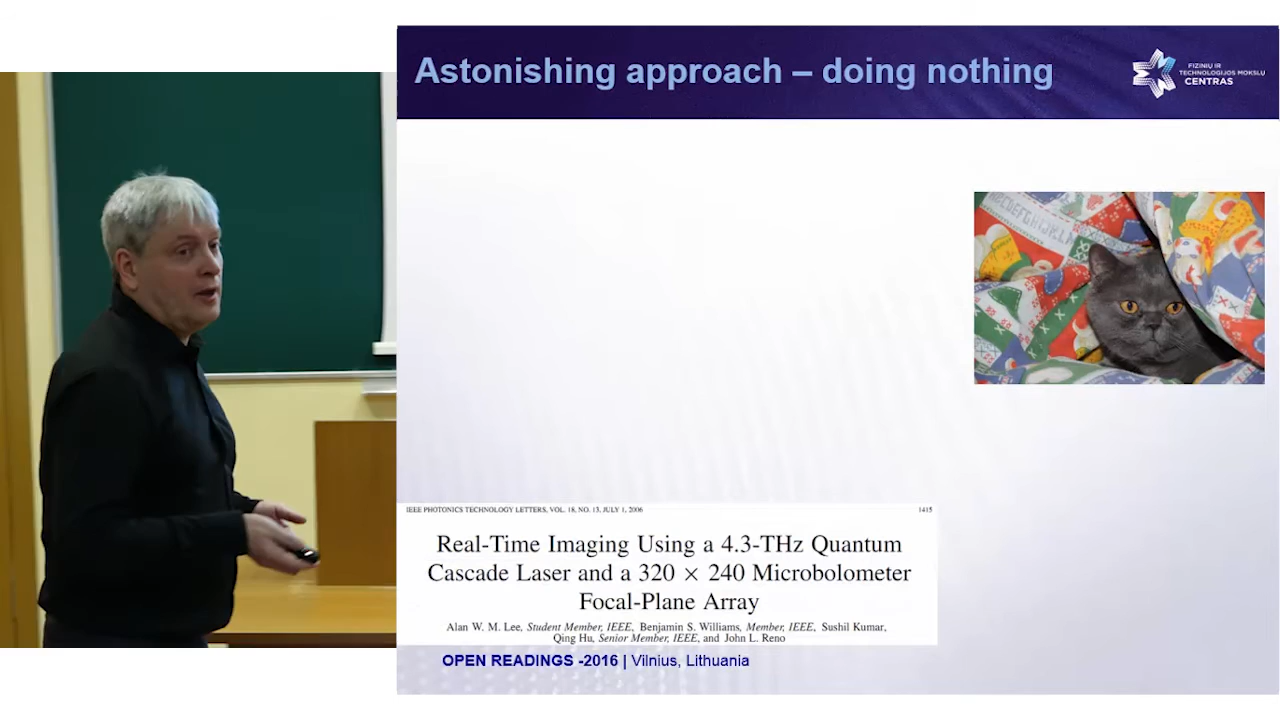 Astonishing approach – doing nothing
FIZINIŲ IR
TECHNOLOGIJOS MOKSLŲ
CENTRAS
IEEE PHOTONICS TECHNOLOGY LETTERS, VOL. 18, NO. 13, JULY 1, 2006 1415
Real-Time Imaging Using a 4.3-THz Quantum
Cascade Laser and a 320 × 240 Microbolometer
Focal-Plane Array
Alan W. M. Lee, Student Member, IEEE, Benjamin S. Williams, Member, IEEE, Sushil Kumar,
Qing Hu, Senior Member, IEEE, and John L. Reno
OPEN READINGS -2016 | Vilnius, Lithuania